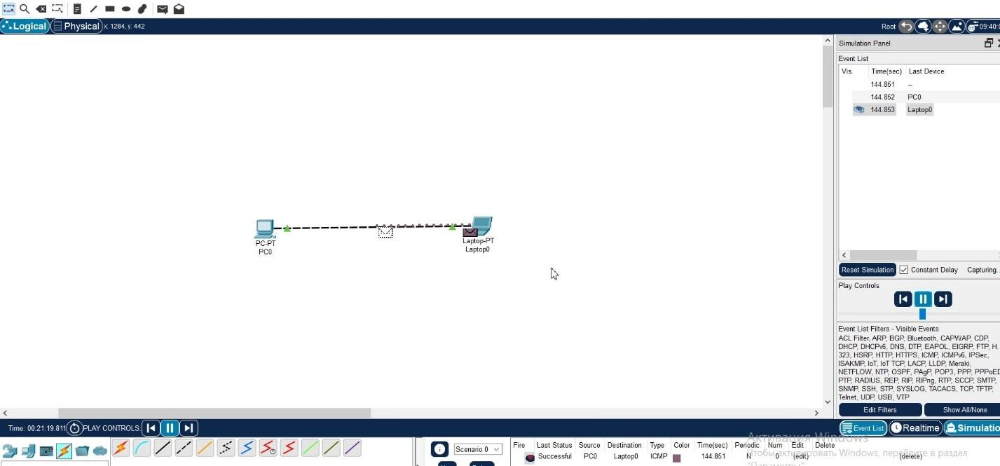 Logical Physical x: 1284, y: 442 Root 09:40:
Simulation Panel
Event List
Vis. Time(sec) Last Device
144.851 --
144.852 PC0
144.853 Laptop0
PC-PT
PC0
Laptop-PT
Laptop0
Reset Simulation Constant Delay Capturing..
Play Controls
Event List Filters - Visible Events
ACL Filter, ARP, BGP, Bluetooth, CAPWAP, CDP,
DHCP, DHCPv6, DNS, DTP, EAPOL, EIGRP, FTP, H.
323, HSRP, HTTP, HTTPS, ICMP, ICMPv6, IPSec,
ISAKMP, IoT, IoT TCP, LACP, LLDP, Meraki,
NETFLOW, NTP, OSPF, PAgP, POP3, PPP, PPPoED
PTP, RADIUS, REP, RIP, RIPng, RTP, SCCP, SMTP,
SNMP, SSH, STP, SYSLOG, TACACS, TCP, TFTP,
Telnet, UDP, USB, VTP
Edit Filters Show All/None
Time: 00:21:19.811 PLAY CONTROLS: Event List Realtime Simulatio
Активация Windows
Чтобы активировать Windows, перейдите в раздел
"Параметры".
Scenario 0
Fire Last Status Source Destination Type Color Time(sec) Periodic Num Edit Delete
Successful PC0 Laptop0 ICMP 144.851 N 0 (edit) (delete)